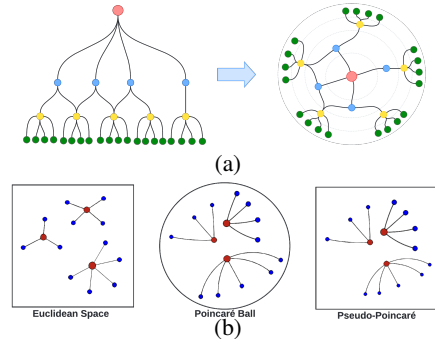 (a)
Euclidean Space
Poincaré Ball
Pseudo-Poincaré
(b)